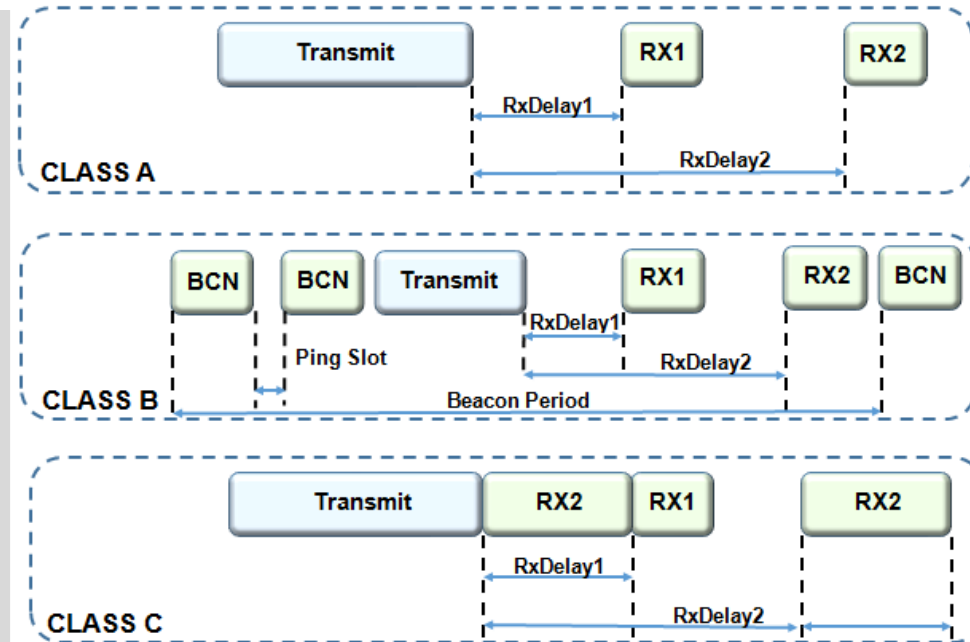 Transmit
RX1
RX2
RxDelay1
RxDelay2
CLASS A
BCN
BCN
Transmit
RX1
RX2
BCN
RxDelay1
Ping Slot
RxDelay2
Beacon Period
CLASS B
Transmit
RX2
RX1
RX2
RxDelay1
RxDelay2
CLASS C